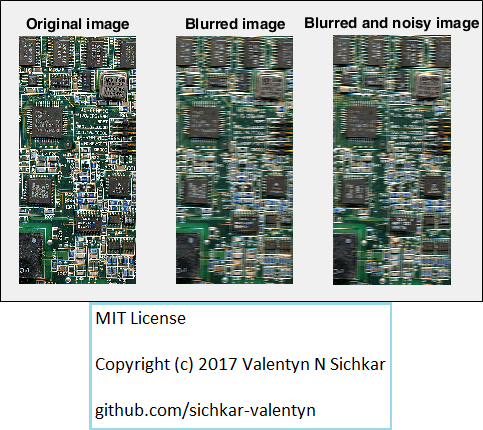 Original image
Blurred image
Blurred and noisy image
MIT License
Copyright (c) 2017 Valentyn N Sichkar
github.com/sichkar-valentyn